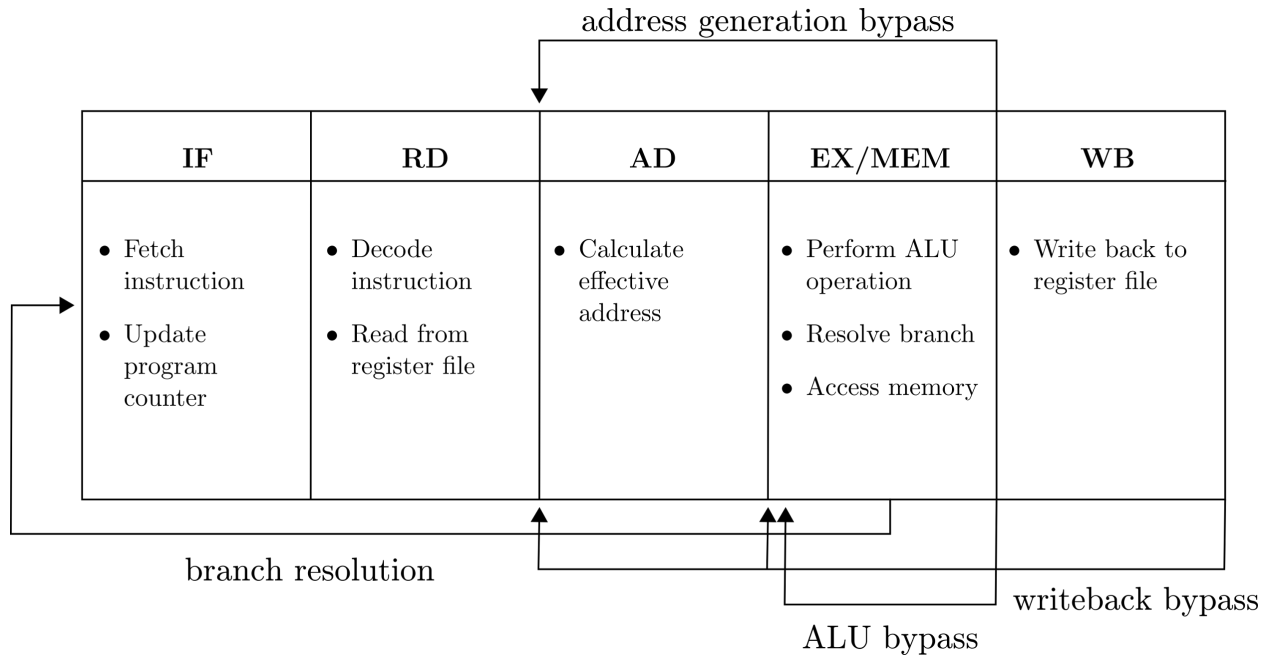 address generation bypass
IF
RD
AD
EX/MEM
WB
• Fetch
instruction
• Update
program
counter
• Decode
instruction
• Read from
register file
• Calculate
effective
address
• Perform ALU
operation
• Resolve branch
• Access memory
• Write back to
register file
branch resolution
writeback bypass
ALU bypass